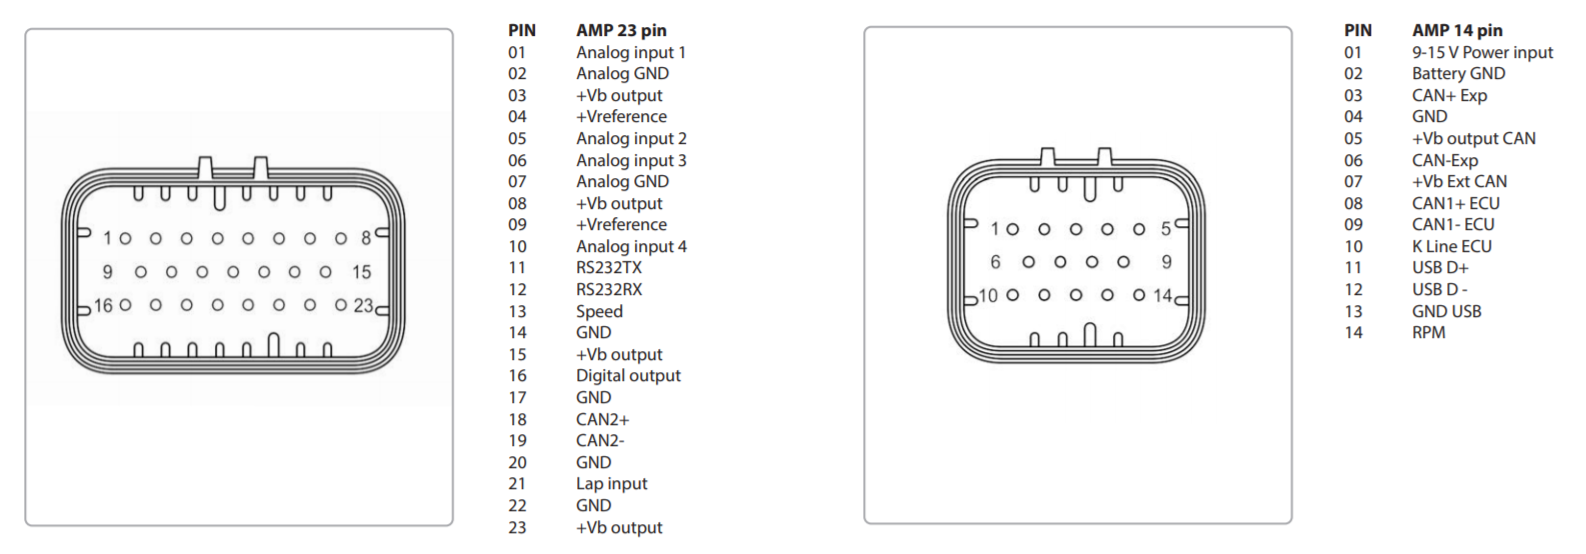 1 8
9 15
16 23
PIN AMP 23 pin
01 Analog input 1
02 Analog GND
03 +Vb output
04 +Vreference
05 Analog input 2
06 Analog input 3
07 Analog GND
08 +Vb output
09 +Vreference
10 Analog input 4
11 RS232TX
12 RS232RX
13 Speed
14 GND
15 +Vb output
16 Digital output
17 GND
18 CAN2+
19 CAN2-
20 GND
21 Lap input
22 GND
23 +Vb output
1 5
6 9
10 14
PIN AMP 14 pin
01 9-15 V Power input
02 Battery GND
03 CAN+ Exp
04 GND
05 +Vb output CAN
06 CAN-Exp
07 +Vb Ext CAN
08 CAN1+ ECU
09 CAN1- ECU
10 K Line ECU
11 USB D+
12 USB D -
13 GND USB
14 RPM